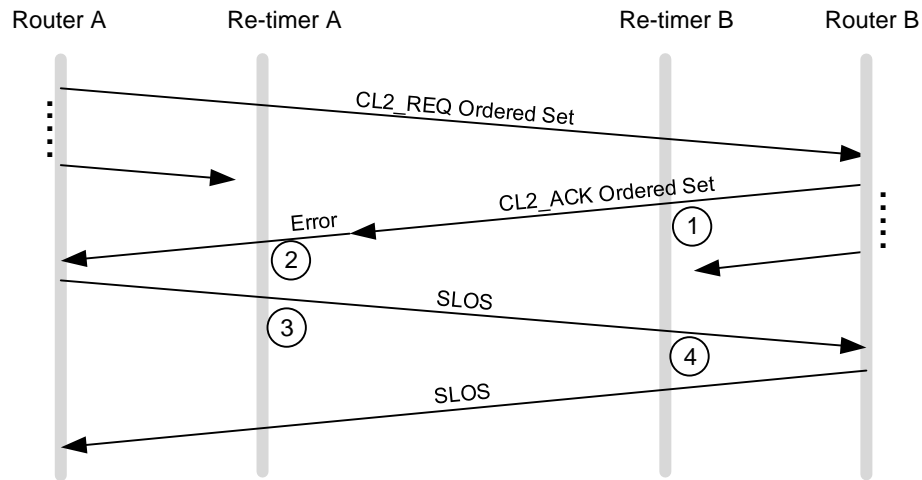 Router A
Re-timer A
Re-timer B
Router B
CL2_REQ Ordered Set
CL2_ACK Ordered Set
1
Error
2
SLOS
3
4
SLOS